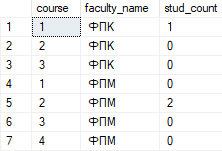 course faculty_name stud_count
1 1 ФПК 1
2 2 ФПК 0
3 3 ФПК 0
4 1 ФПМ 0
5 2 ФПМ 2
6 3 ФПМ 0
7 4 ФПМ 0